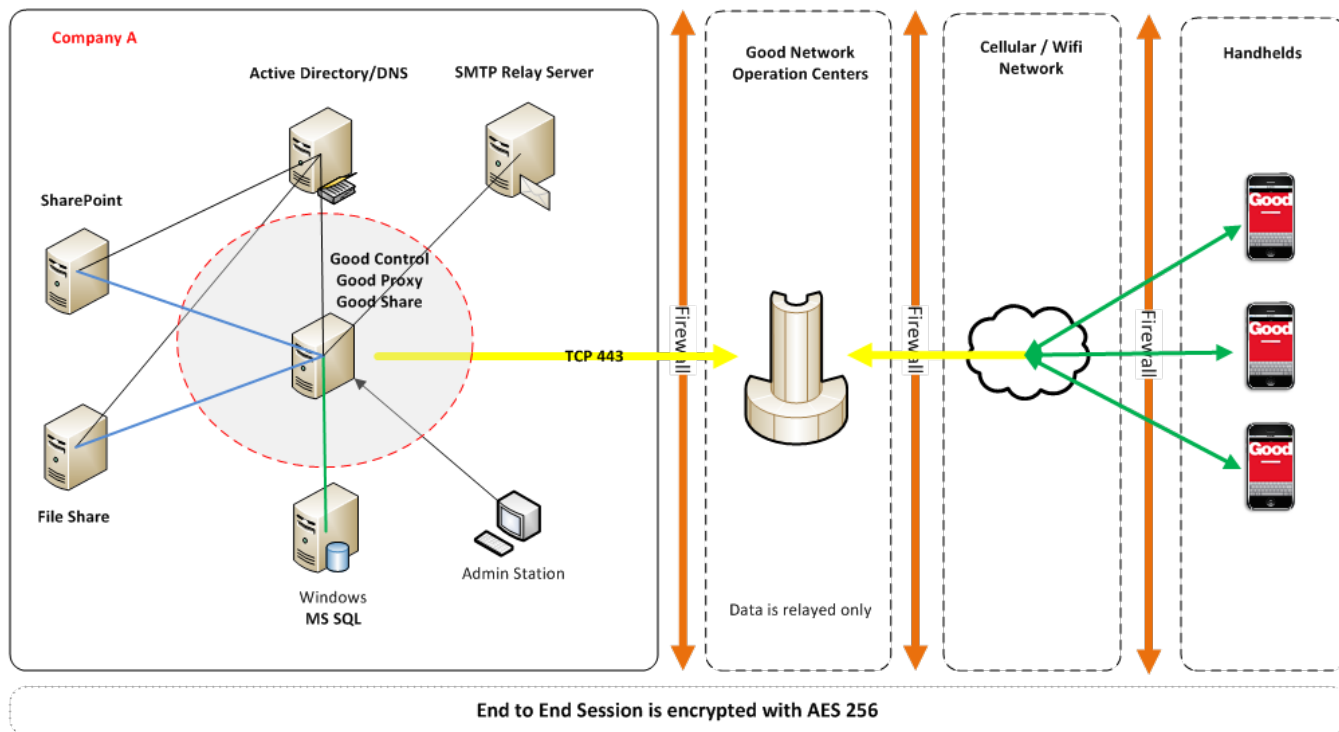 Company A
Active Directory/DNS
SMTP Relay Server
SharePoint
Good Control
Good Proxy
Good Share
File Share
TCP 443
Windows
MS SQL
Admin Station
Firewall
Good Network
Operation Centers
Data is relayed only
Firewall
Cellular / Wifi
Network
Firewall
Handhelds
Good
Good
Good
End to End Session is encrypted with AES 256